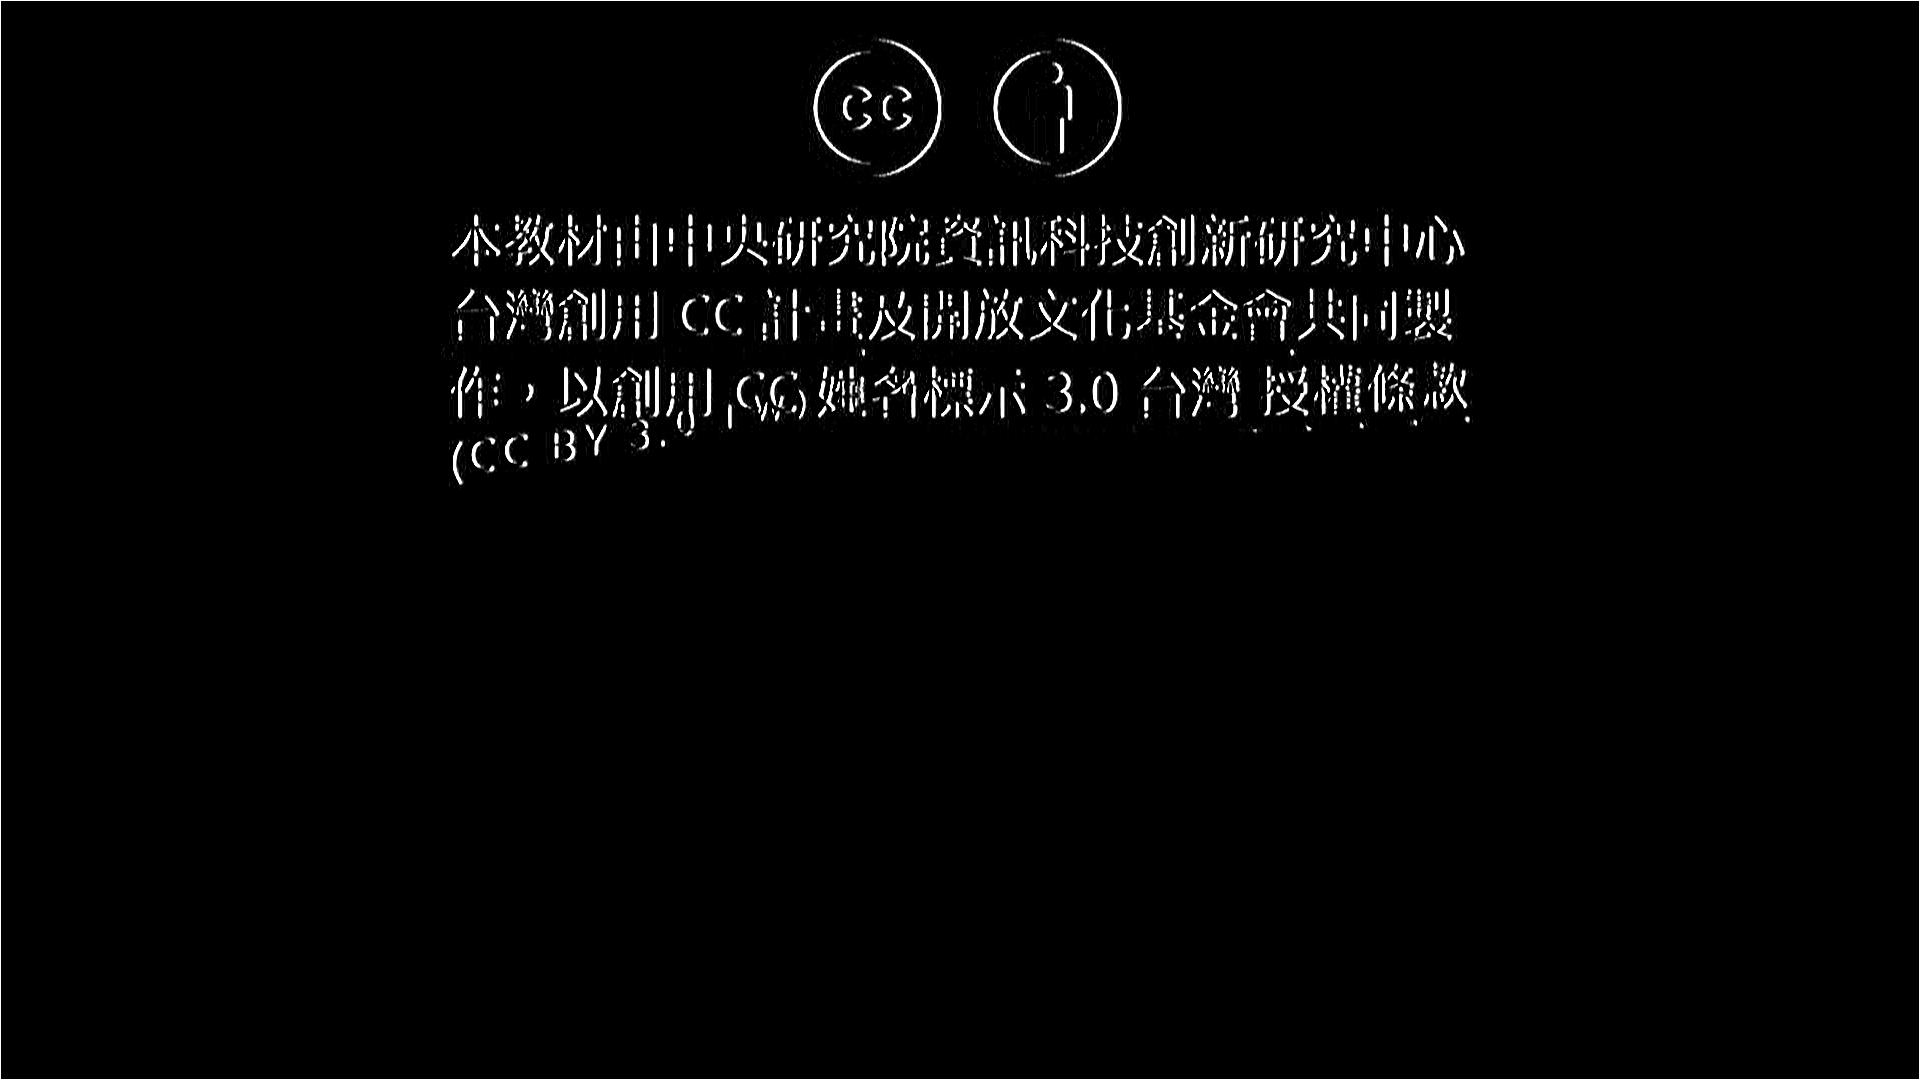 cc
本教材由中央研究院資訊科技創新研究中心
台灣創用 CC 計畫及開放文化基金會共同製
作，以創用 CC 姓名標示 3.0 台灣 授權條款
(CC BY 3.0 TW)